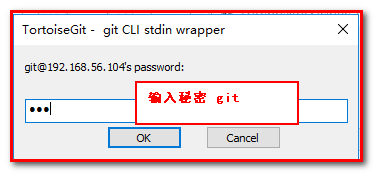 TortoiseGit - git CLI stdin wrapper
git@192.168.56.104's password:
输入秘密 git
●●●
OK
Cancel